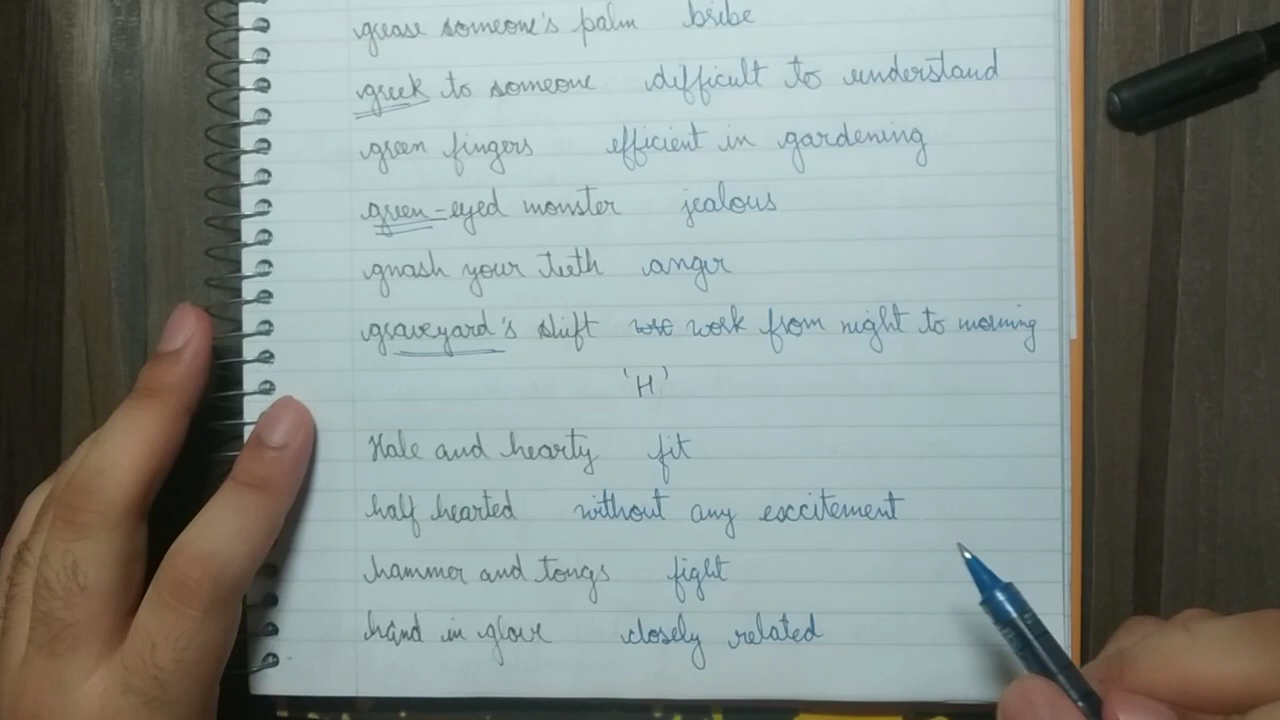 grease someone's palm bribe
greek to someone difficult to understand
green fingers efficient in gardening
green-eyed monster jealous
gnash your teeth anger
graveyard's shift work from night to morning
'H'
Hale and hearty fit
half hearted without any excitement
hammer and tongs fight
hand in glove closely related